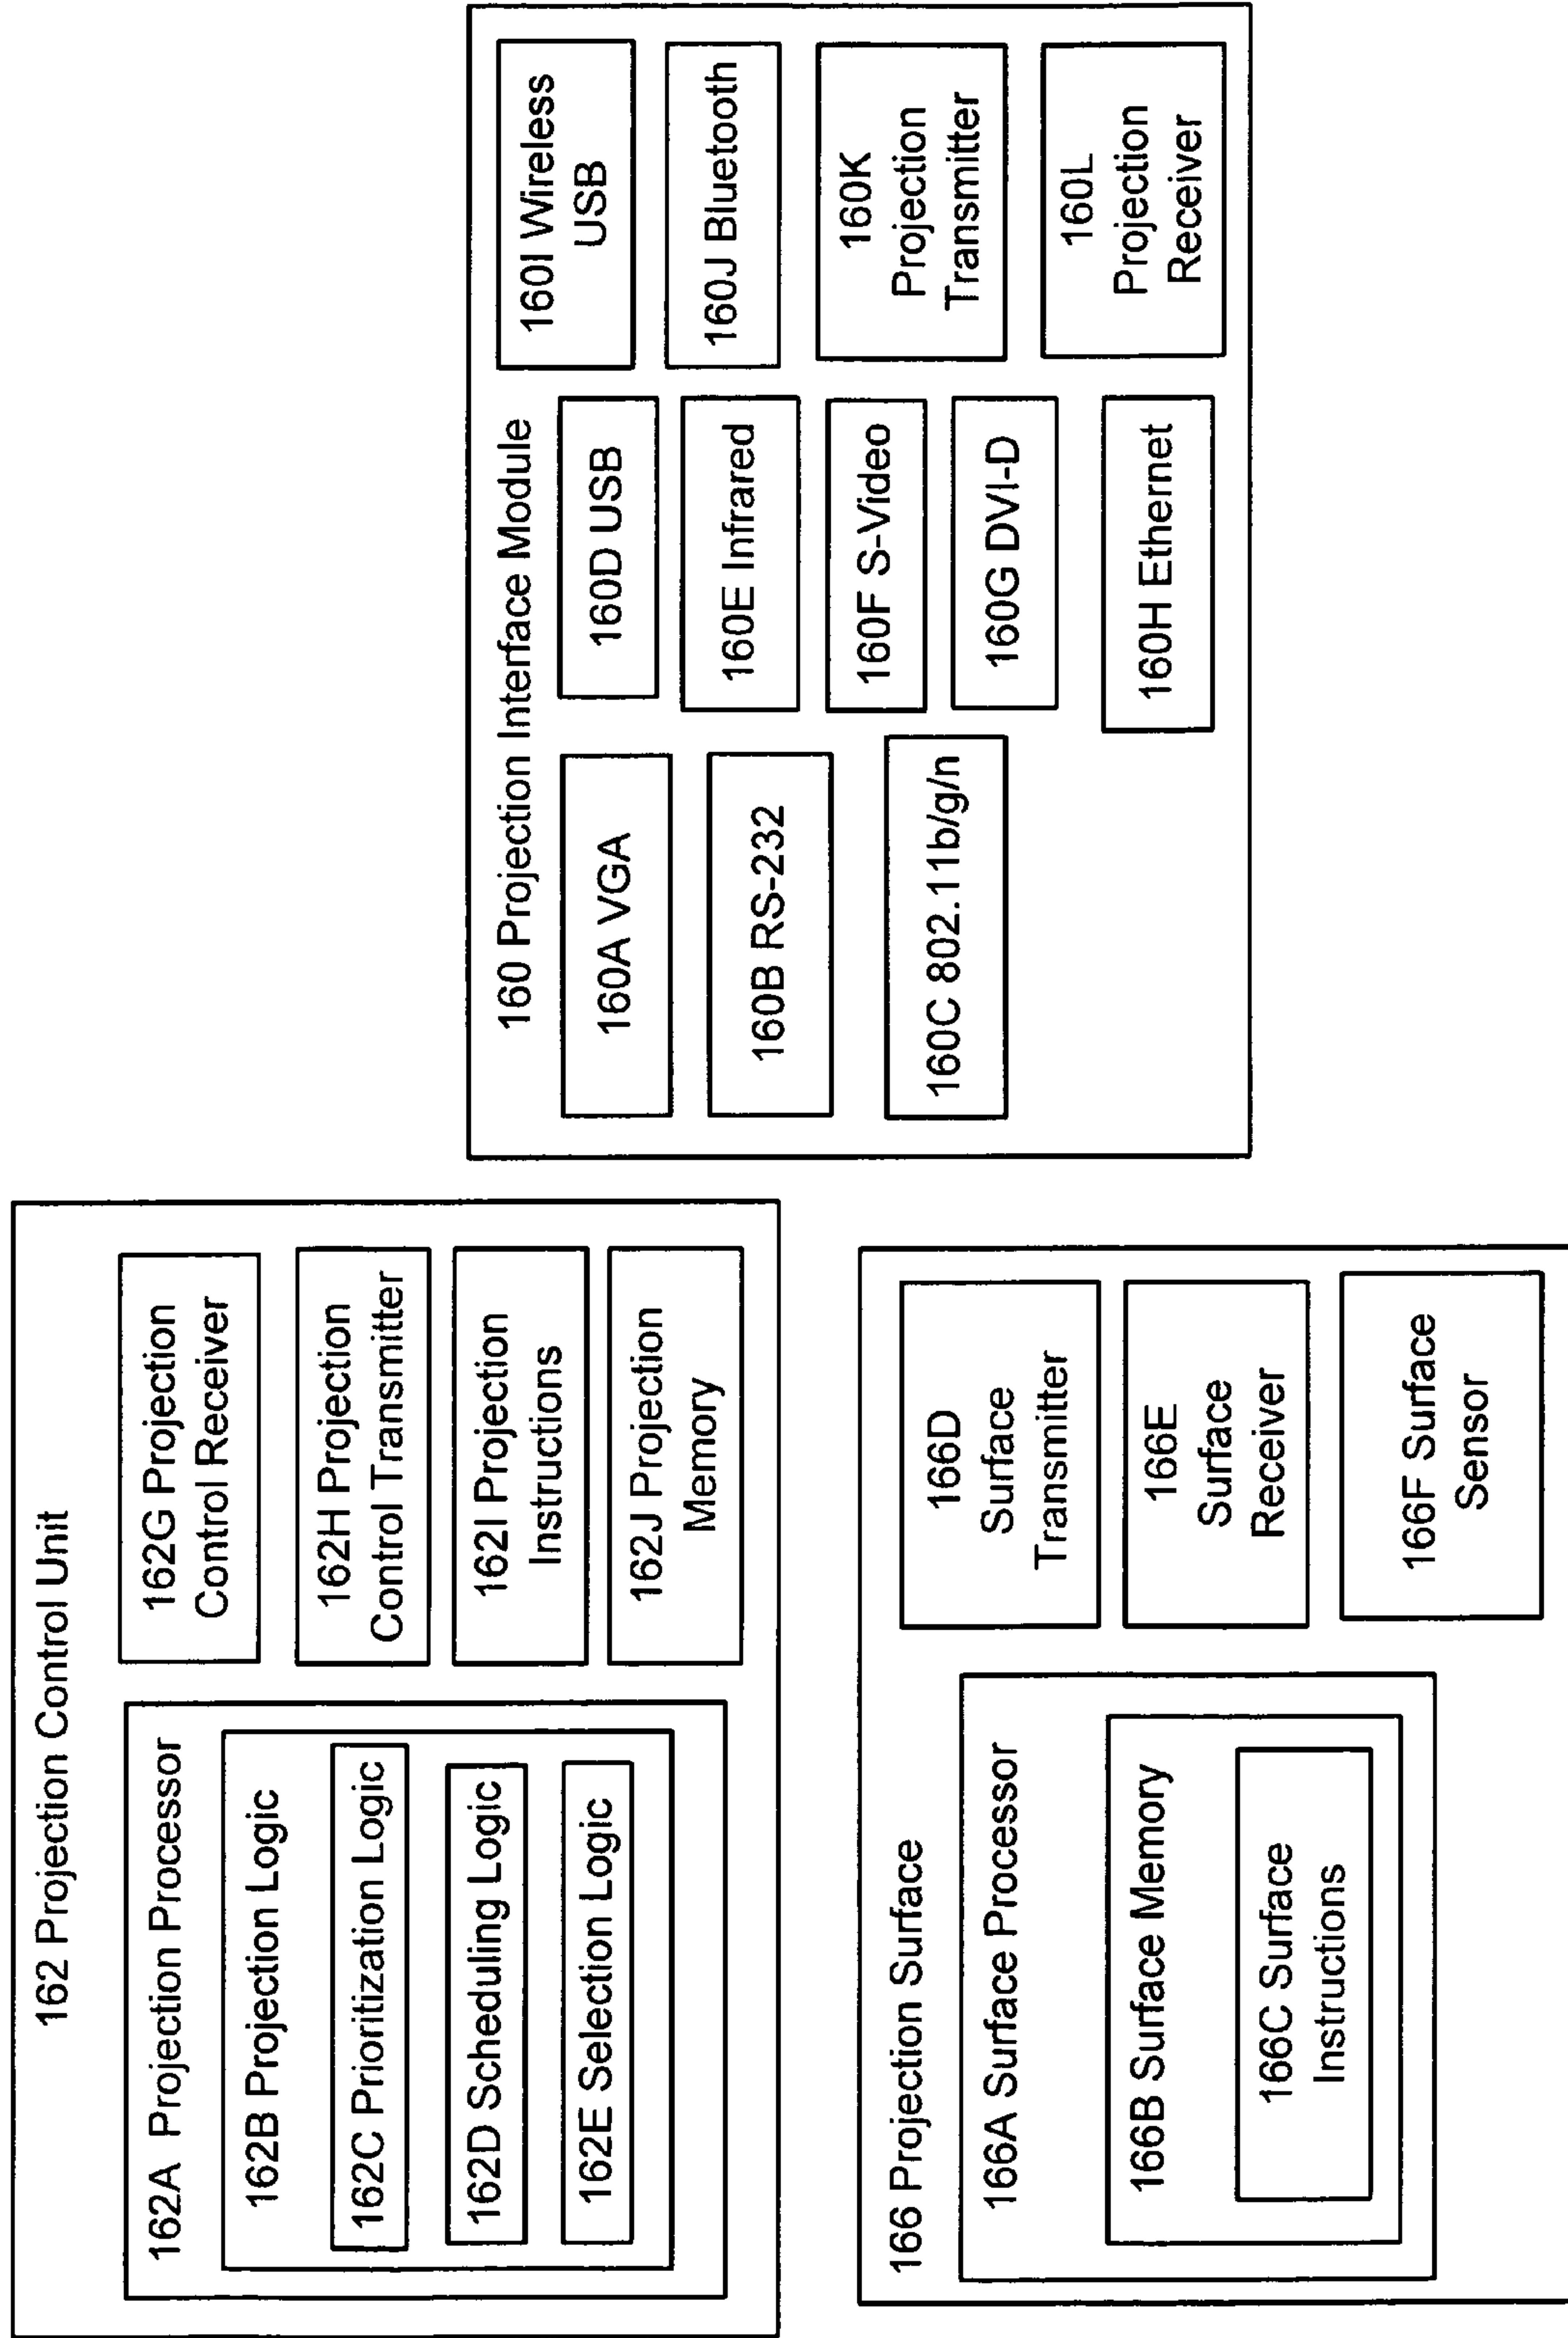 162 Projection Control Unit
162A Projection Processor
162B Projection Logic
162C Prioritization Logic
162D Scheduling Logic
162E Selection Logic
162G Projection
Control Receiver
162H Projection
Control Transmitter
162I Projection
Instructions
162J Projection
Memory
166 Projection Surface
166A Surface Processor
166B Surface Memory
166C Surface
Instructions
166D
Surface
Transmitter
166E
Surface
Receiver
166F Surface
Sensor
160 Projection Interface Module
160A VGA
160B RS-232
160C 802.11b/g/n
160D USB
160E Infrared
160F S-Video
160G DVI-D
160H Ethernet
160I Wireless
USB
160J Bluetooth
160K
Projection
Transmitter
160L
Projection
Receiver